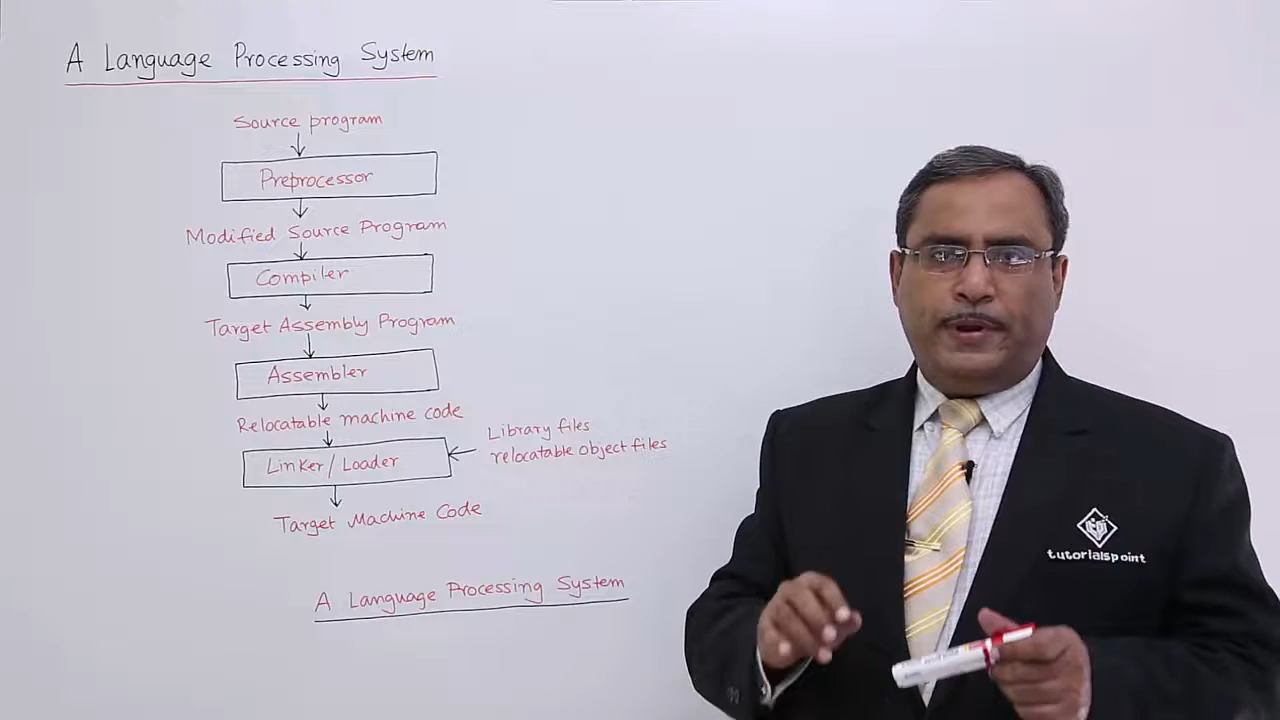 A Language Processing System
Source program
Preprocessor
Modified Source Program
Compiler
Target Assembly Program
Assembler
Relocatable machine code
Library files
relocatable object files
Linker/Loader
Target Machine Code
A Language Processing System
tutorialspoint